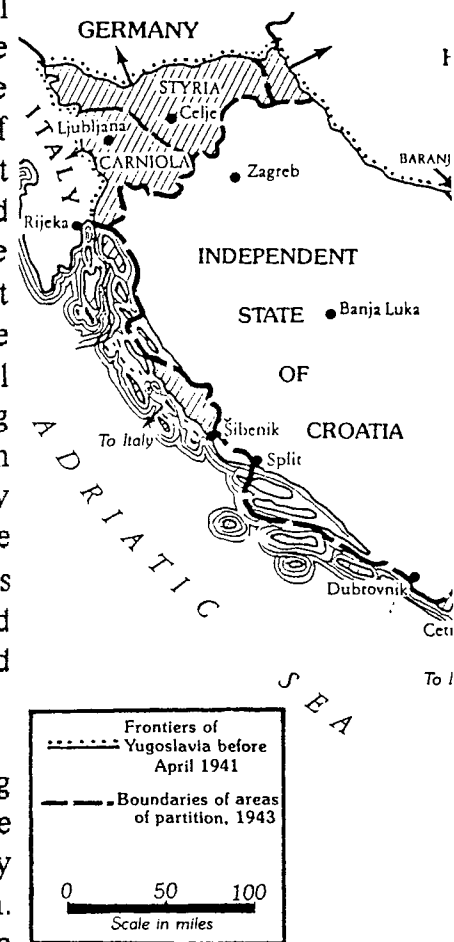 GERMANY
STYRIA
Celje
Ljubljana
ITALY
CARNIOLA
Zagreb
BARANJ
Rijeka
INDEPENDENT
STATE
Banja Luka
OF
CROATIA
Šibenik
To Italy
Split
ADRIATIC
Dubrovnik
Ceti
To I
SEA
Frontiers of
Yugoslavia before
April 1941
Boundaries of areas
of partition, 1943
0 50 100
Scale in miles